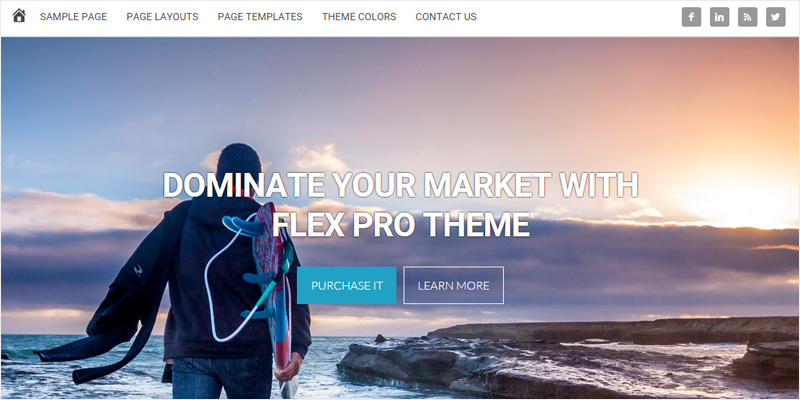 SAMPLE PAGE PAGE LAYOUTS PAGE TEMPLATES THEME COLORS CONTACT US
DOMINATE YOUR MARKET WITH
FLEX PRO THEME
PURCHASE IT LEARN MORE